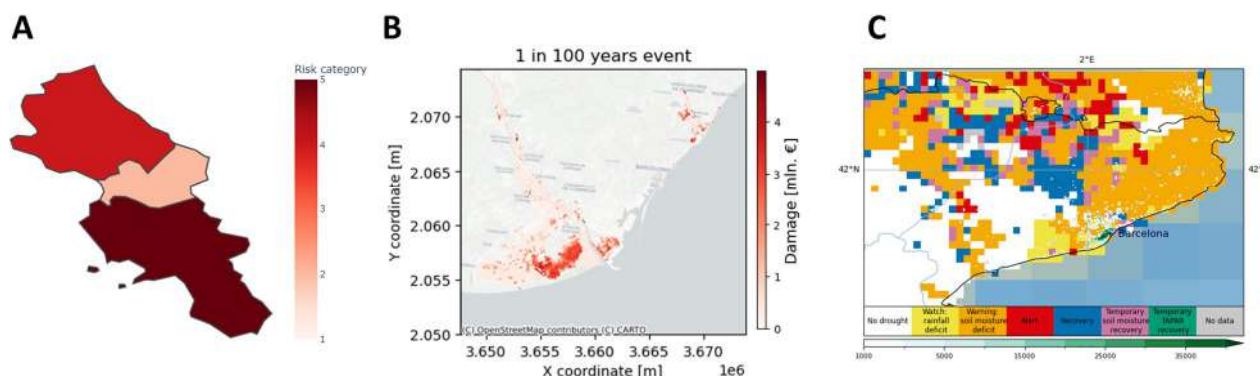 A
Risk category
5
4
3
2
1
B
1 in 100 years event
2.070
2.065
2.060
2.055
2.050
Y coordinate [m]
(C) OpenStreetMap contributors (C) CARTO
3.650 3.655 3.660 3.665 3.670
X coordinate [m] 1e6
4
3
2
1
0
Damage [mln. €]
C
2°E
42°N
42°
Barcelona
No drought
Watch:
rainfall
deficit
Warning:
soil moisture
deficit
Alert
Recovery
Temporary
soil moisture
recovery
Temporary
fAPAR
recovery
No data
1000 5000 15000 25000 35000